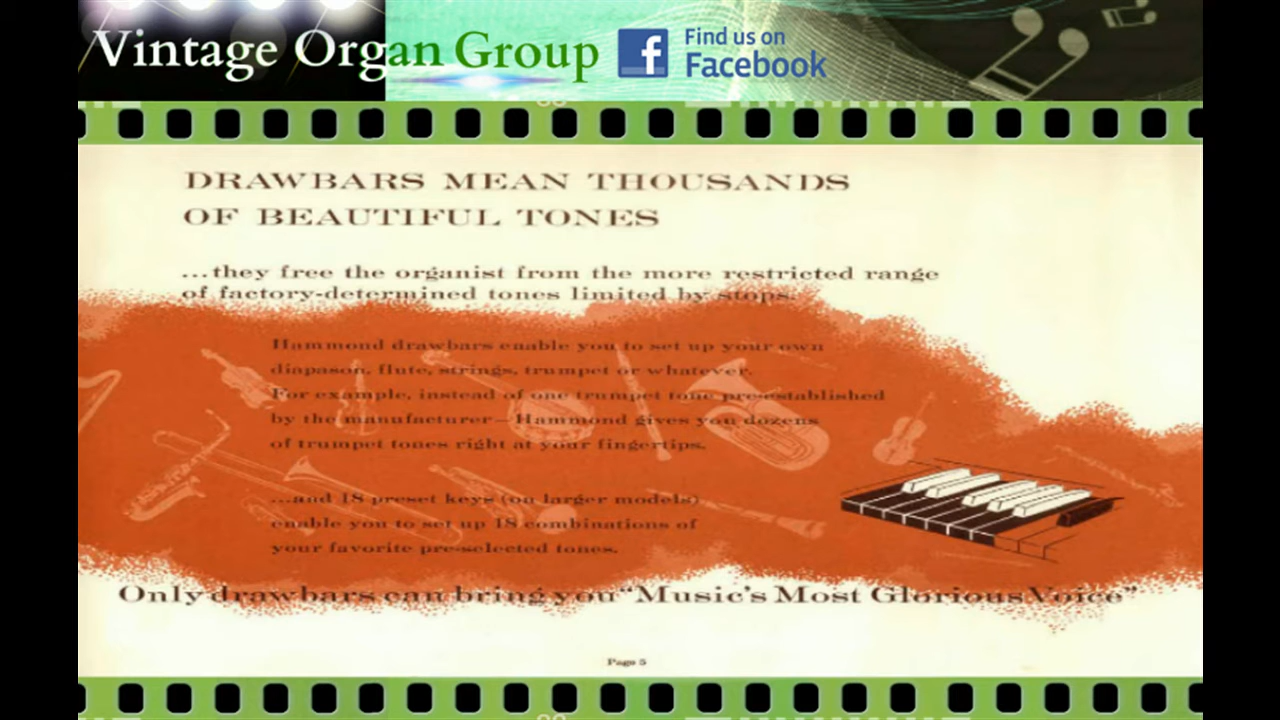 Vintage Organ Group
Find us on
Facebook
DRAWBARS MEAN THOUSANDS
OF BEAUTIFUL TONES
...they free the organist from the more restricted range
of factory-determined tones limited by stops.
Hammond drawbars enable you to set up your own
diapason, flute, strings, trumpet or whatever.
For example, instead of one trumpet tone pre-established
by the manufacturer—Hammond gives you dozens
of trumpet tones right at your fingertips.
...and 18 preset keys (on larger models)
enable you to set up 18 combinations of
your favorite pre-selected tones.
Only drawbars can bring you "Music's Most Glorious Voice"
Page 5